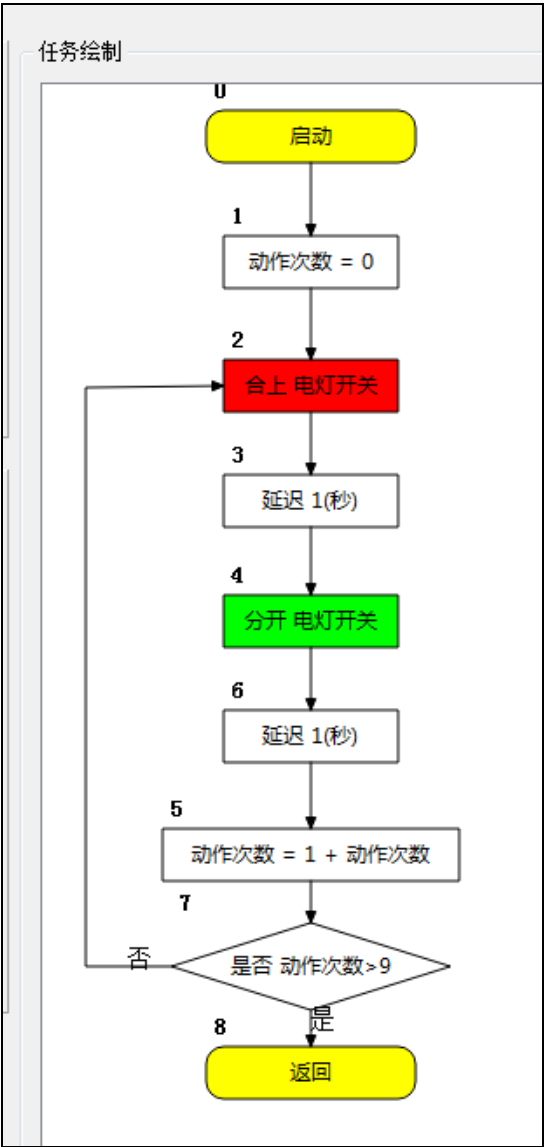 任务绘制
0
启动
1
动作次数 = 0
2
合上 电灯开关
3
延迟 1(秒)
4
分开 电灯开关
6
延迟 1(秒)
5
动作次数 = 1 + 动作次数
7
否
是否 动作次数>9
是
8
返回